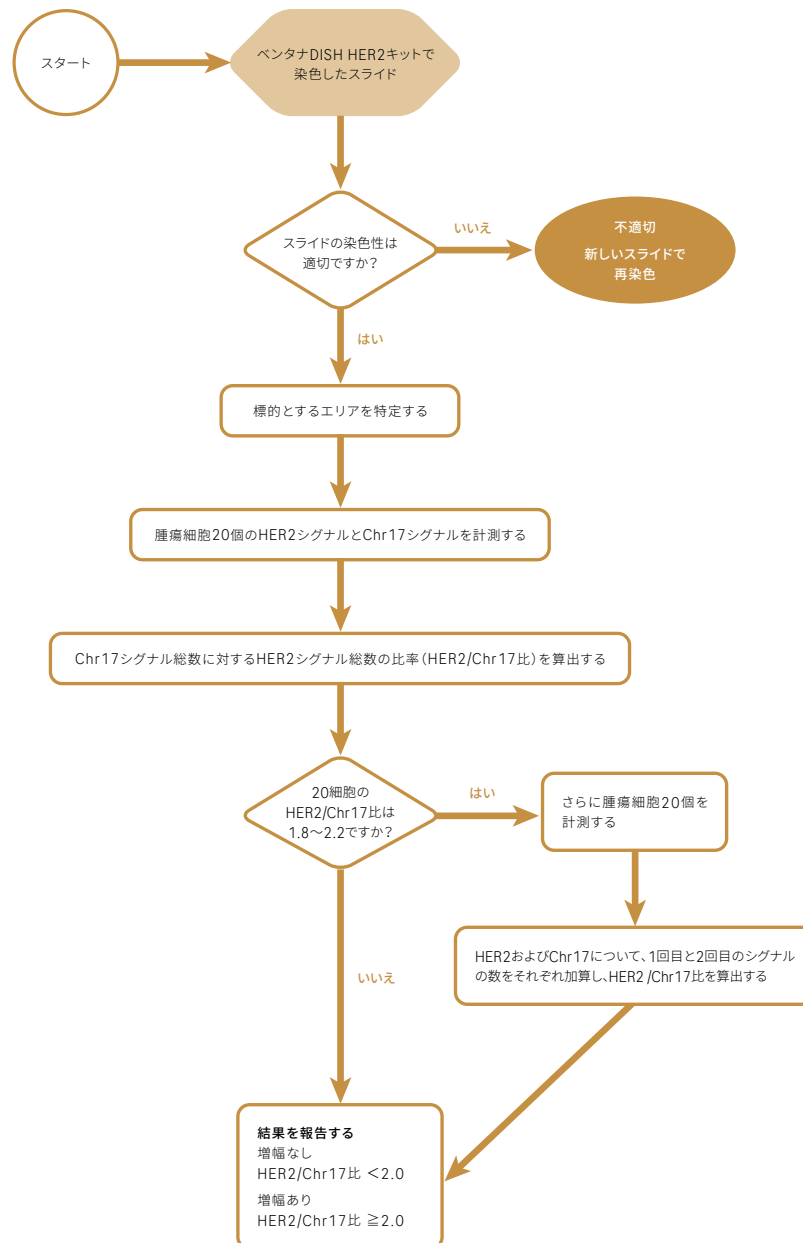 スタート
ベンタナDISH HER2キットで
染色したスライド
スライドの染色性は
適切ですか？
いいえ
不適切
新しいスライドで
再染色
はい
標的とするエリアを特定する
腫瘍細胞20個のHER2シグナルとChr17シグナルを計測する
Chr17シグナル総数に対するHER2シグナル総数の比率（HER2/Chr17比）を算出する
20細胞の
HER2/Chr17比は
1.8〜2.2ですか？
はい
さらに腫瘍細胞20個を
計測する
HER2およびChr17について、1回目と2回目のシグナル
の数をそれぞれ加算し、HER2/Chr17比を算出する
いいえ
結果を報告する
増幅なし
HER2/Chr17比 ＜2.0
増幅あり
HER2/Chr17比 ≧2.0